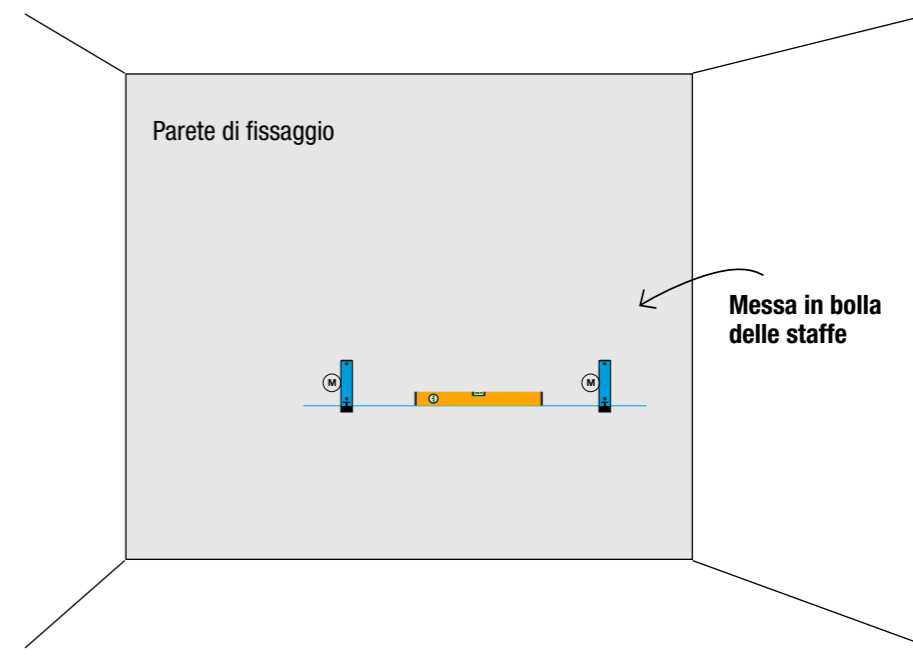 Parete di fissaggio
Messa in bolla
delle staffe
M
M